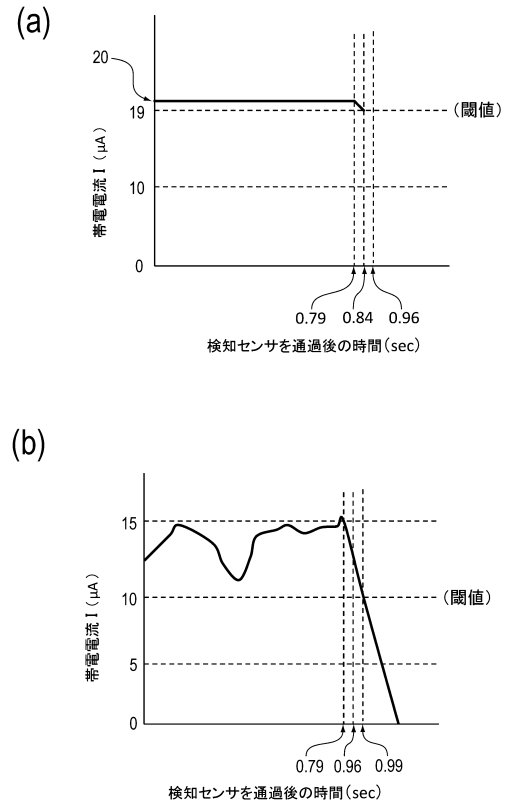 (a)
20
19
(閾値)
10
0
帯電電流 I (μA)
0.79
0.84
0.96
検知センサを通過後の時間(sec)
(b)
15
10
(閾値)
5
0
帯電電流 I (μA)
0.79
0.96
0.99
検知センサを通過後の時間(sec)